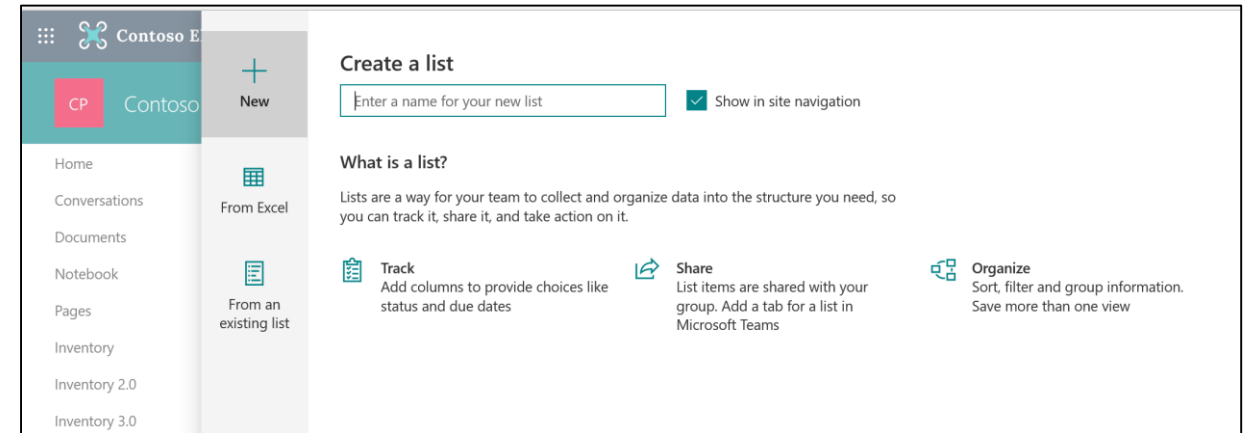 Contoso E
CP
Contoso
Home
Conversations
Documents
Notebook
Pages
Inventory
Inventory 2.0
Inventory 3.0
New
From Excel
From an
existing list
Create a list
Enter a name for your new list
Show in site navigation
What is a list?
Lists are a way for your team to collect and organize data into the structure you need, so
you can track it, share it, and take action on it.
Track
Add columns to provide choices like
status and due dates
Share
List items are shared with your
group. Add a tab for a list in
Microsoft Teams
Organize
Sort, filter and group information.
Save more than one view